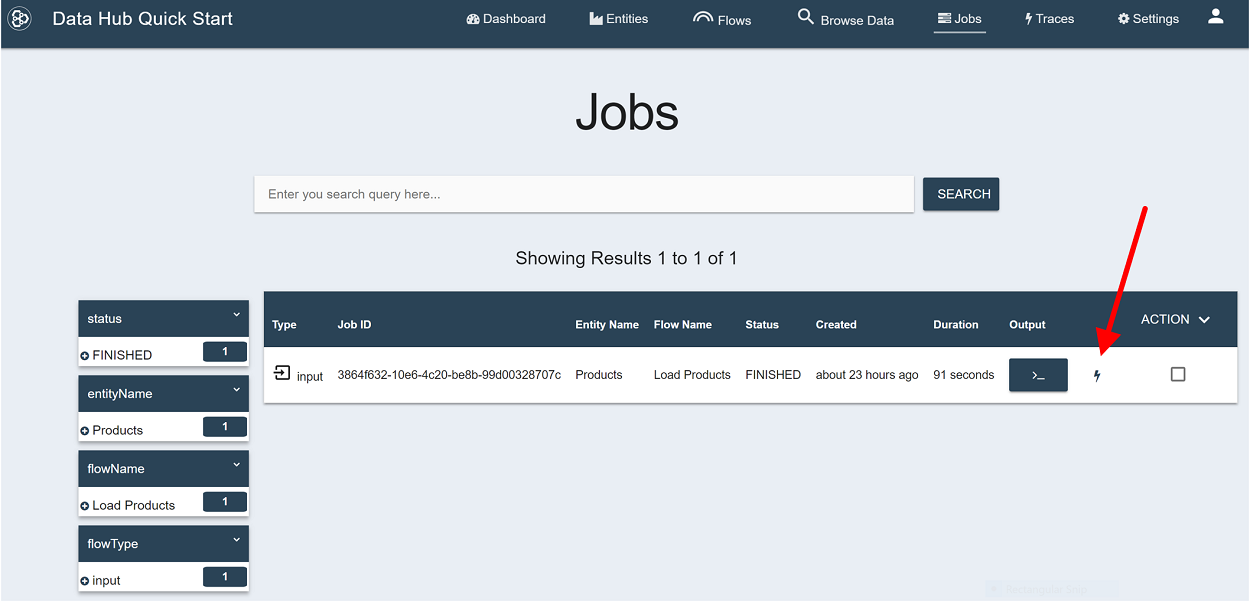 Data Hub Quick Start
Dashboard
Entities
Flows
Browse Data
Jobs
Traces
Settings
Jobs
Enter you search query here...
SEARCH
Showing Results 1 to 1 of 1
status
FINISHED 1
entityName
Products 1
flowName
Load Products 1
flowType
input 1
Type Job ID Entity Name Flow Name Status Created Duration Output ACTION
input 3864f632-10e6-4c20-be8b-99d00328707c Products Load Products FINISHED about 23 hours ago 91 seconds >_